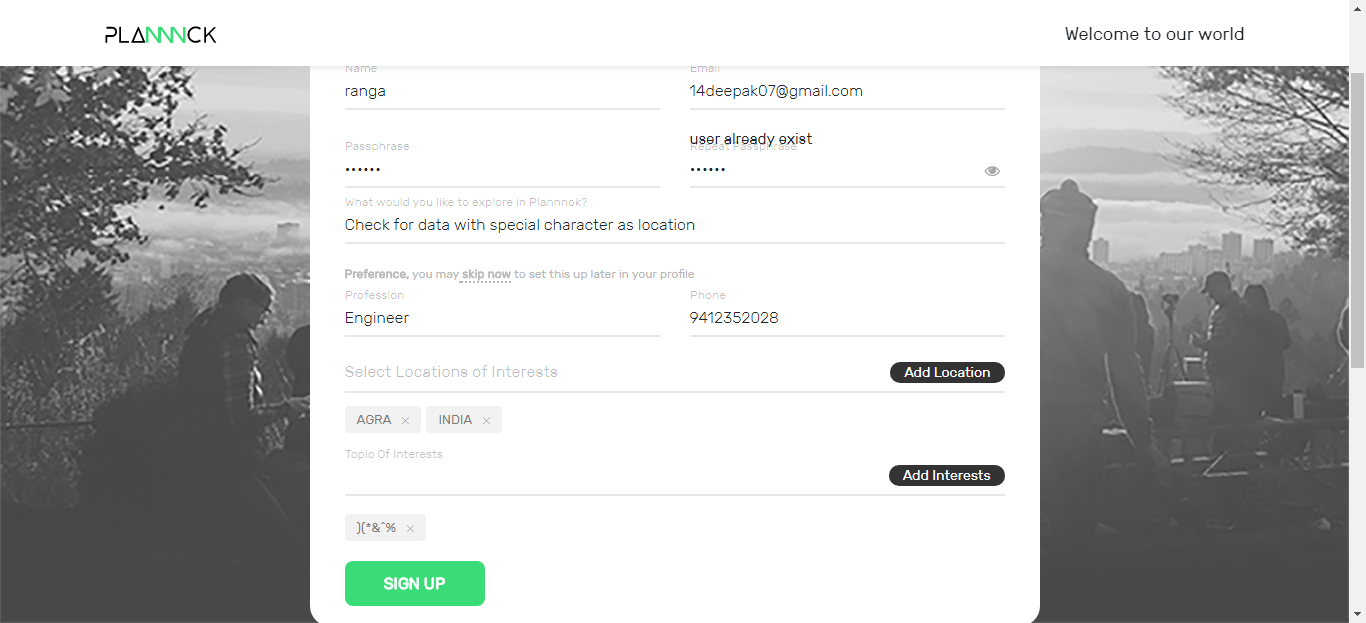 PLANNNCK
Welcome to our world
Name
Email
ranga
14deepak07@gmail.com
user already exist
Passphrase
Repeat Passphrase
••••••
••••••
What would you like to explore in Plannnok?
Check for data with special character as location
Preference, you may skip now to set this up later in your profile
Profession
Phone
Engineer
9412352028
Select Locations of Interests
Add Location
AGRA ×
INDIA ×
Topio Of Interests
Add Interests
)(*&^% ×
SIGN UP